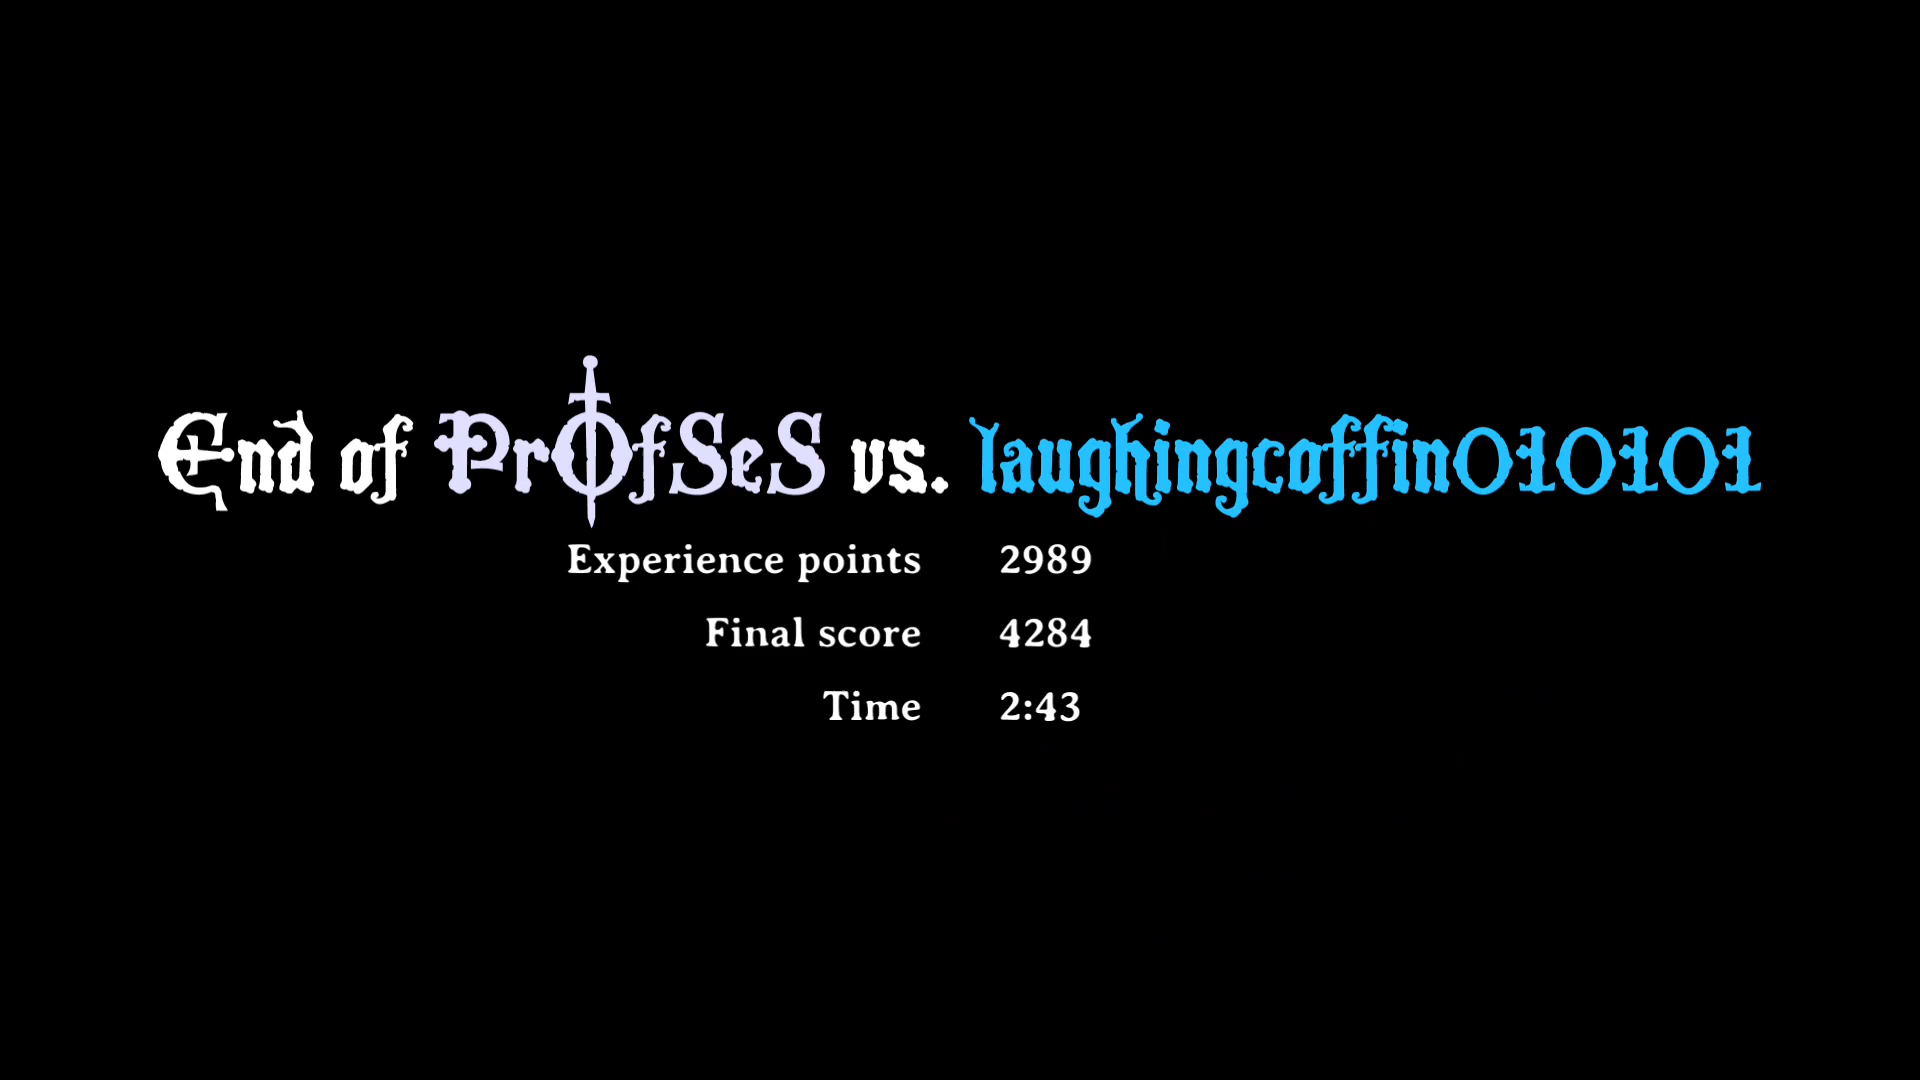 End of PrOfSeS vs. laughingcoffin010101
Experience points 2989
Final score 4284
Time 2:43